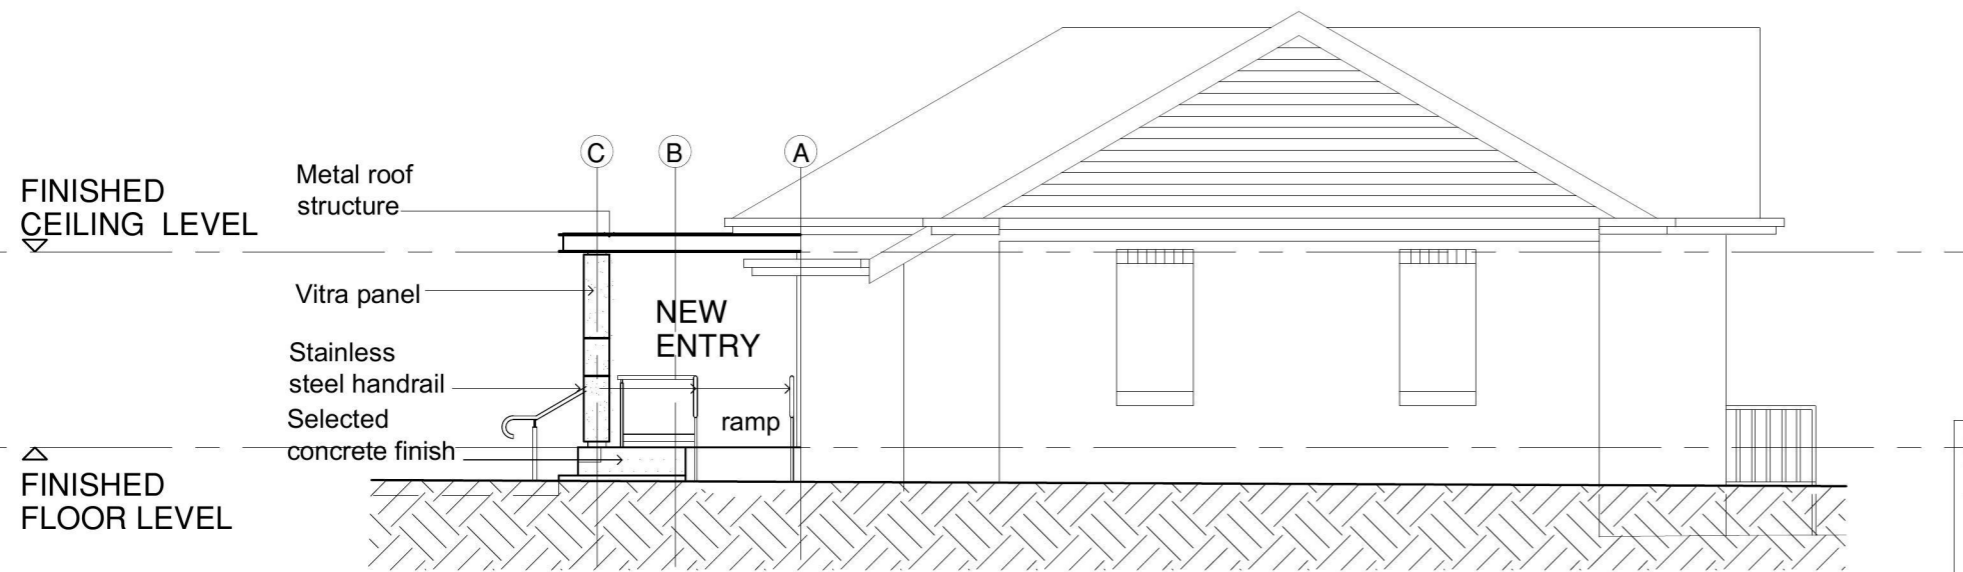 C
B
A
Metal roof
structure
FINISHED
CEILING LEVEL
Vitra panel
NEW
ENTRY
Stainless
steel handrail
Selected
concrete finish
ramp
FINISHED
FLOOR LEVEL